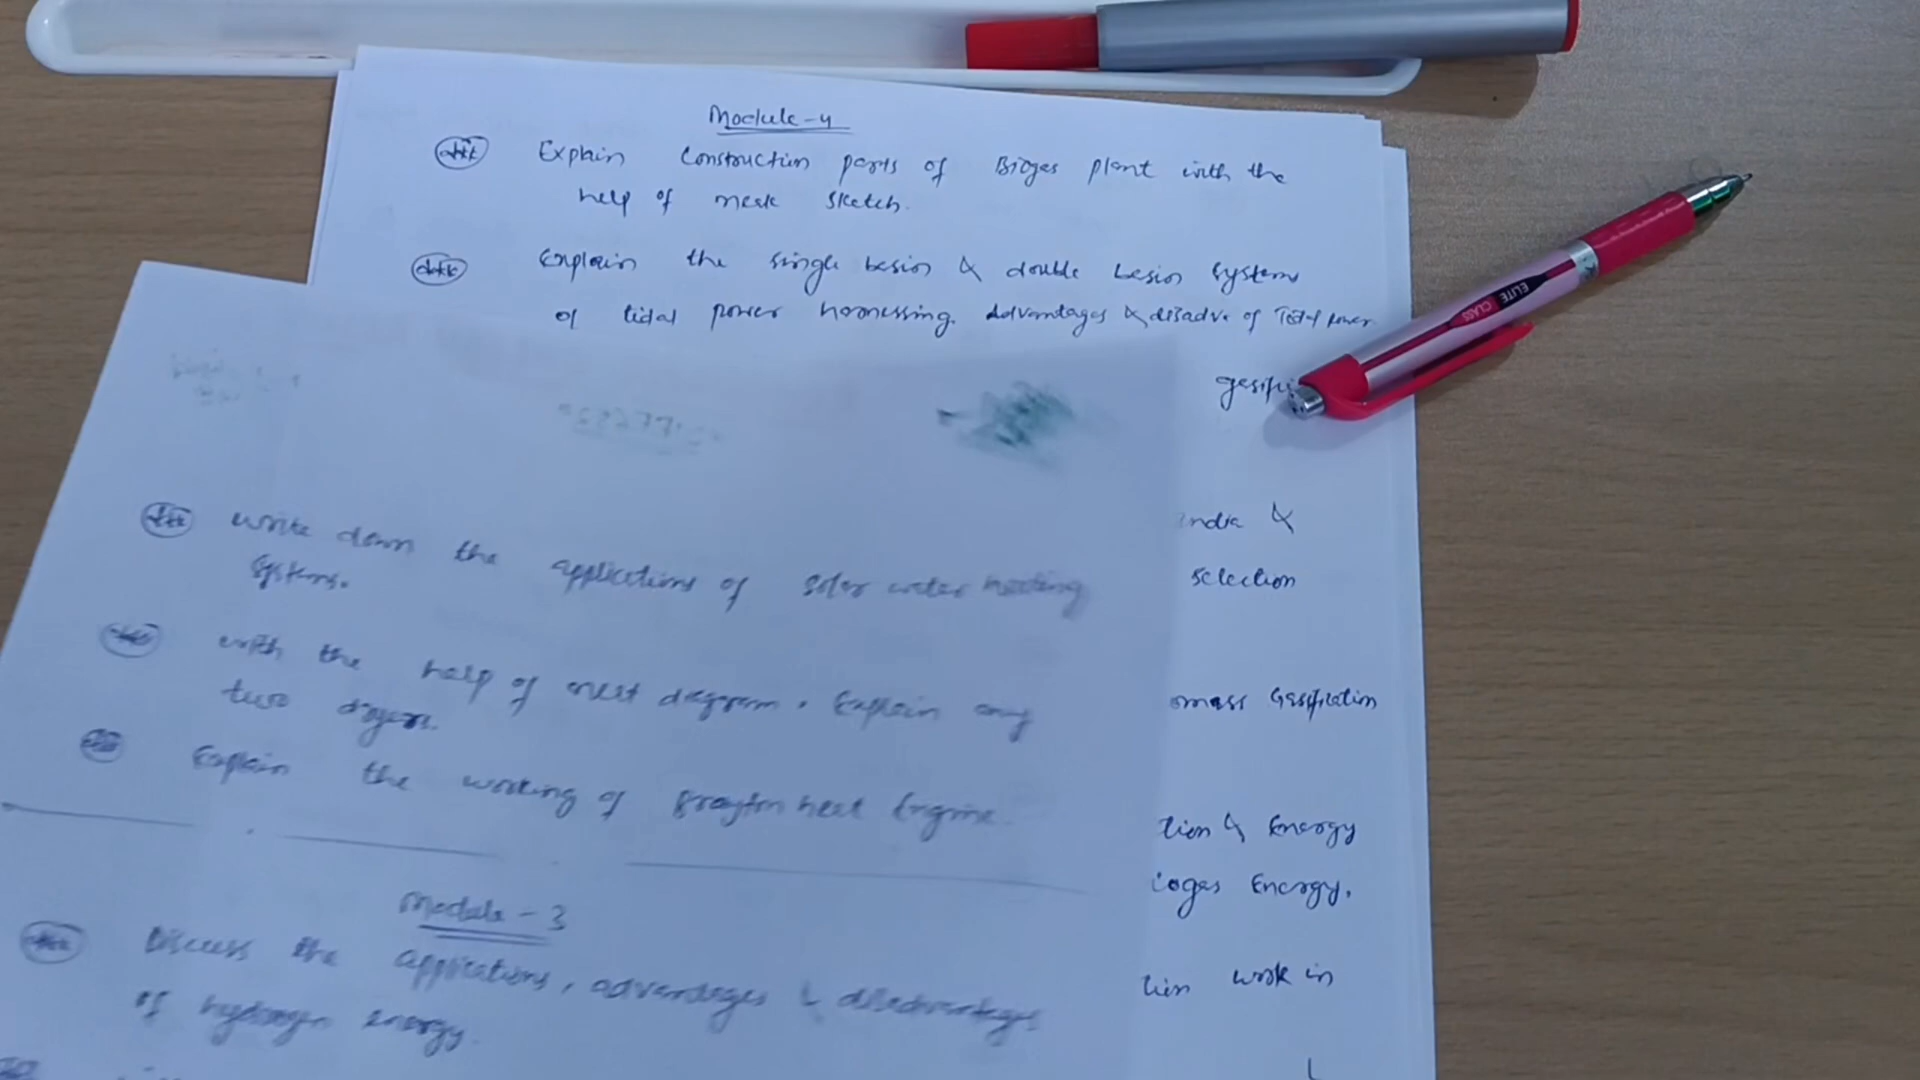 Module-4
Explain Construction parts of Biogas plant with the
help of neat sketch.
Explain the single basin & double basin systems
of tidal power harnessing. Advantages & disadv. of Tidal power
gasifi
India &
selection
omass Gasification
tion & Energy
iogas Energy.
tion work in
Write down the applications of solar water heating
systems.
with the help of neat diagram. Explain any
two dryers.
Explain the working of Brayton heat Engine.
Module-3
Discuss the applications, advantages & disadvantages
of hydrogen energy.
ELITE
CLASS